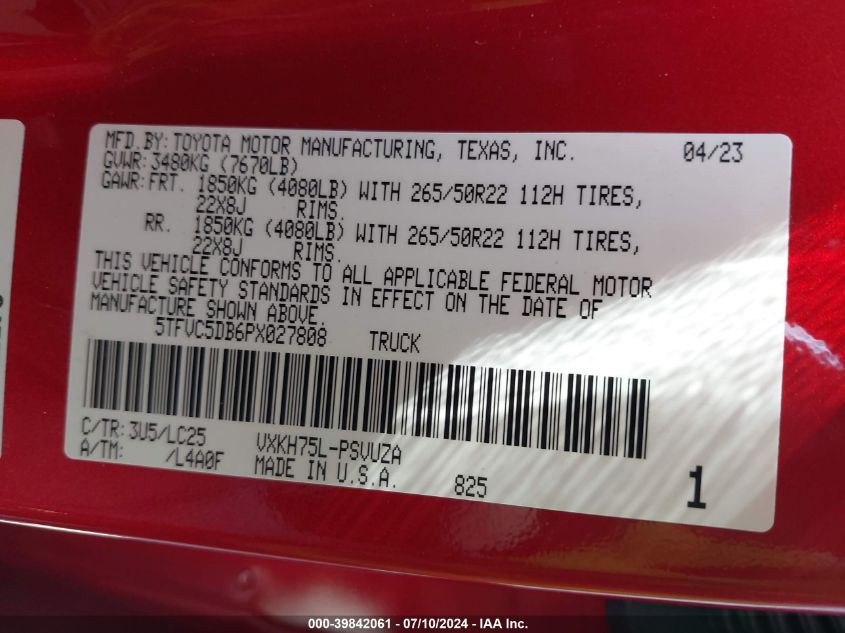 MFD.BY:TOYOTA MOTOR MANUFACTURING, TEXAS, INC. 04/23
GVWR:3480KG (7670LB)
GAWR:FRT. 1850KG (4080LB) WITH 265/50R22 112H TIRES,
22X8J RIMS.
RR. 1850KG (4080LB) WITH 265/50R22 112H TIRES,
22X8J RIMS.
THIS VEHICLE CONFORMS TO ALL APPLICABLE FEDERAL MOTOR
VEHICLE SAFETY STANDARDS IN EFFECT ON THE DATE OF
MANUFACTURE SHOWN ABOVE.
5TFVC5DB6PX027808 TRUCK
C/TR:3U5/LC25 VXKH75L-PSVUZA
A/TM: /L4A0F MADE IN U.S.A. 825 1
000-39842061 - 07/10/2024 - IAA Inc.